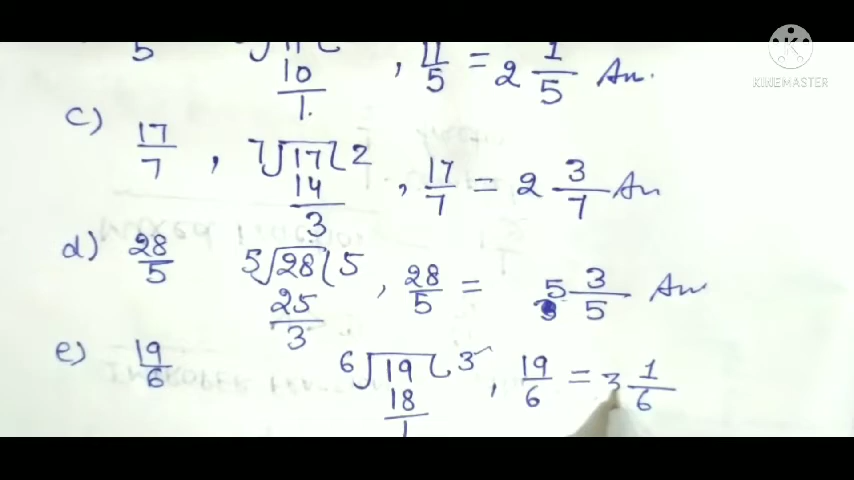 K
KINEMASTER
5 10 1. , 11/5 = 2 1/5 An.
c) 17/7 , 7√17(2 14 3 , 17/7 = 2 3/7 An
d) 28/5 5√28(5 25 3 , 28/5 = 5 3/5 An
e) 19/6 6√19(3 18 1 , 19/6 = 3 1/6